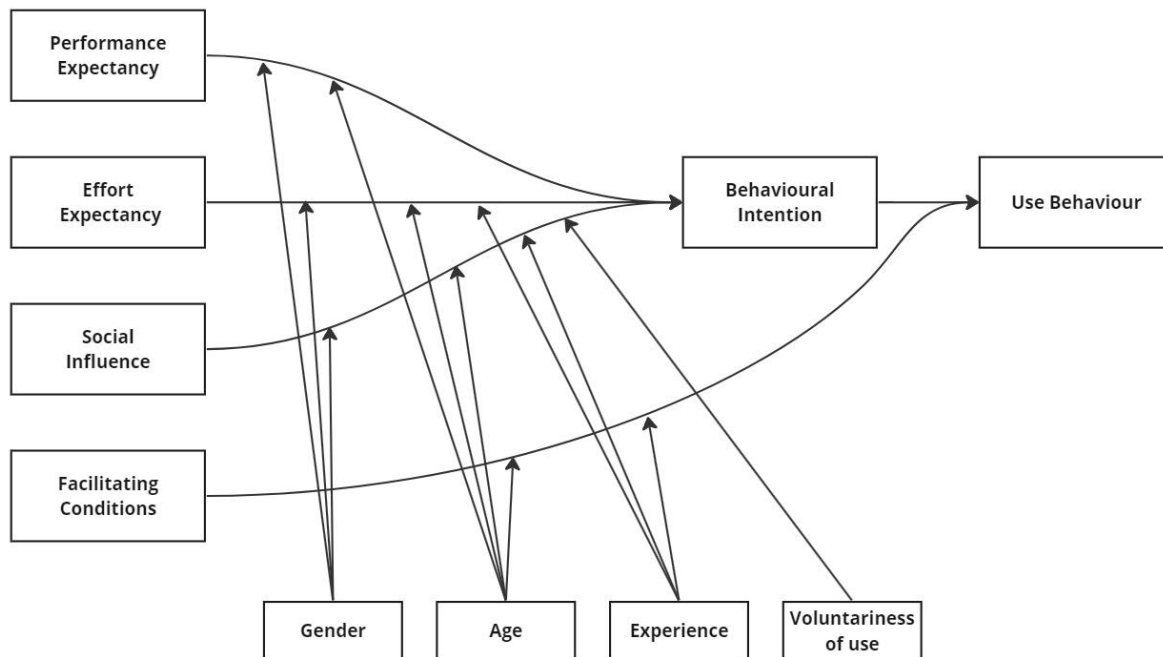 Performance
Expectancy
Effort
Expectancy
Behavioural
Intention
Use Behaviour
Social
Influence
Facilitating
Conditions
Gender
Age
Experience
Voluntariness
of use